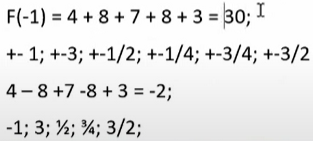 F(-1) = 4 + 8 + 7 + 8 + 3 = 30;
+- 1; +-3; +-1/2; +-1/4; +-3/4; +-3/2
4 – 8 +7 -8 + 3 = -2;
-1; 3; ½; ¾; 3/2;